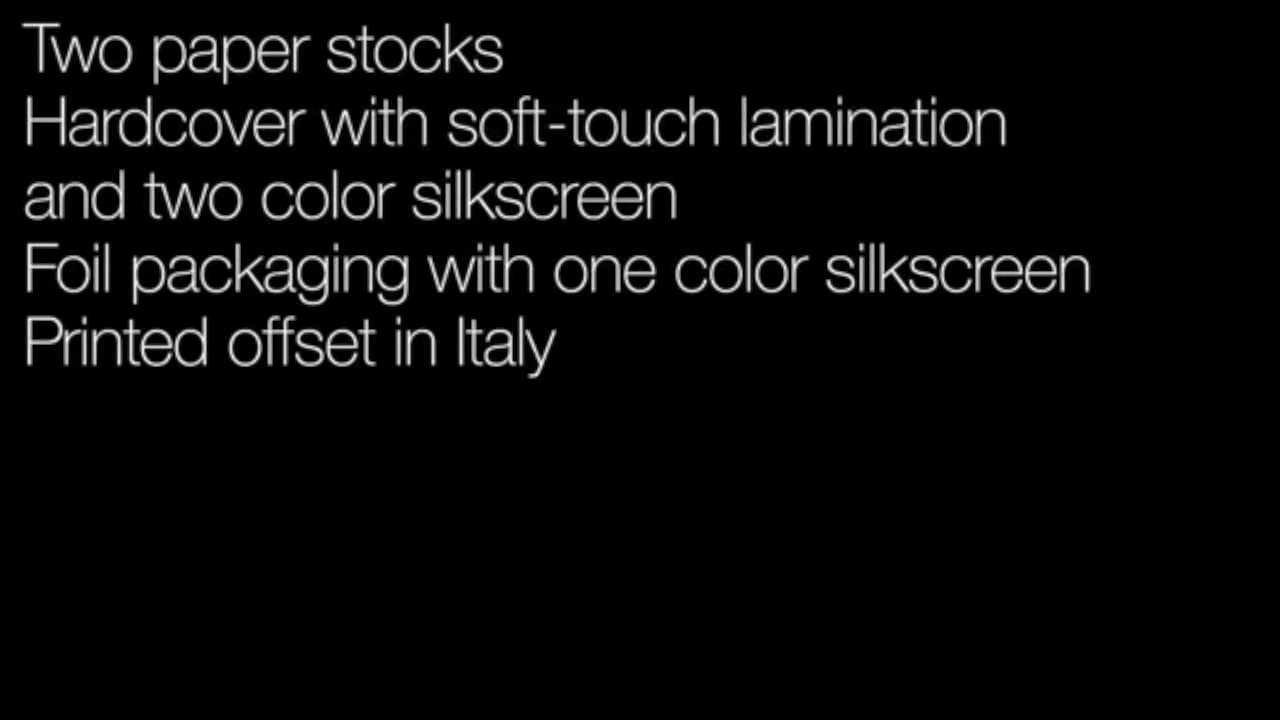 Two paper stocks
Hardcover with soft-touch lamination
and two color silkscreen
Foil packaging with one color silkscreen
Printed offset in Italy